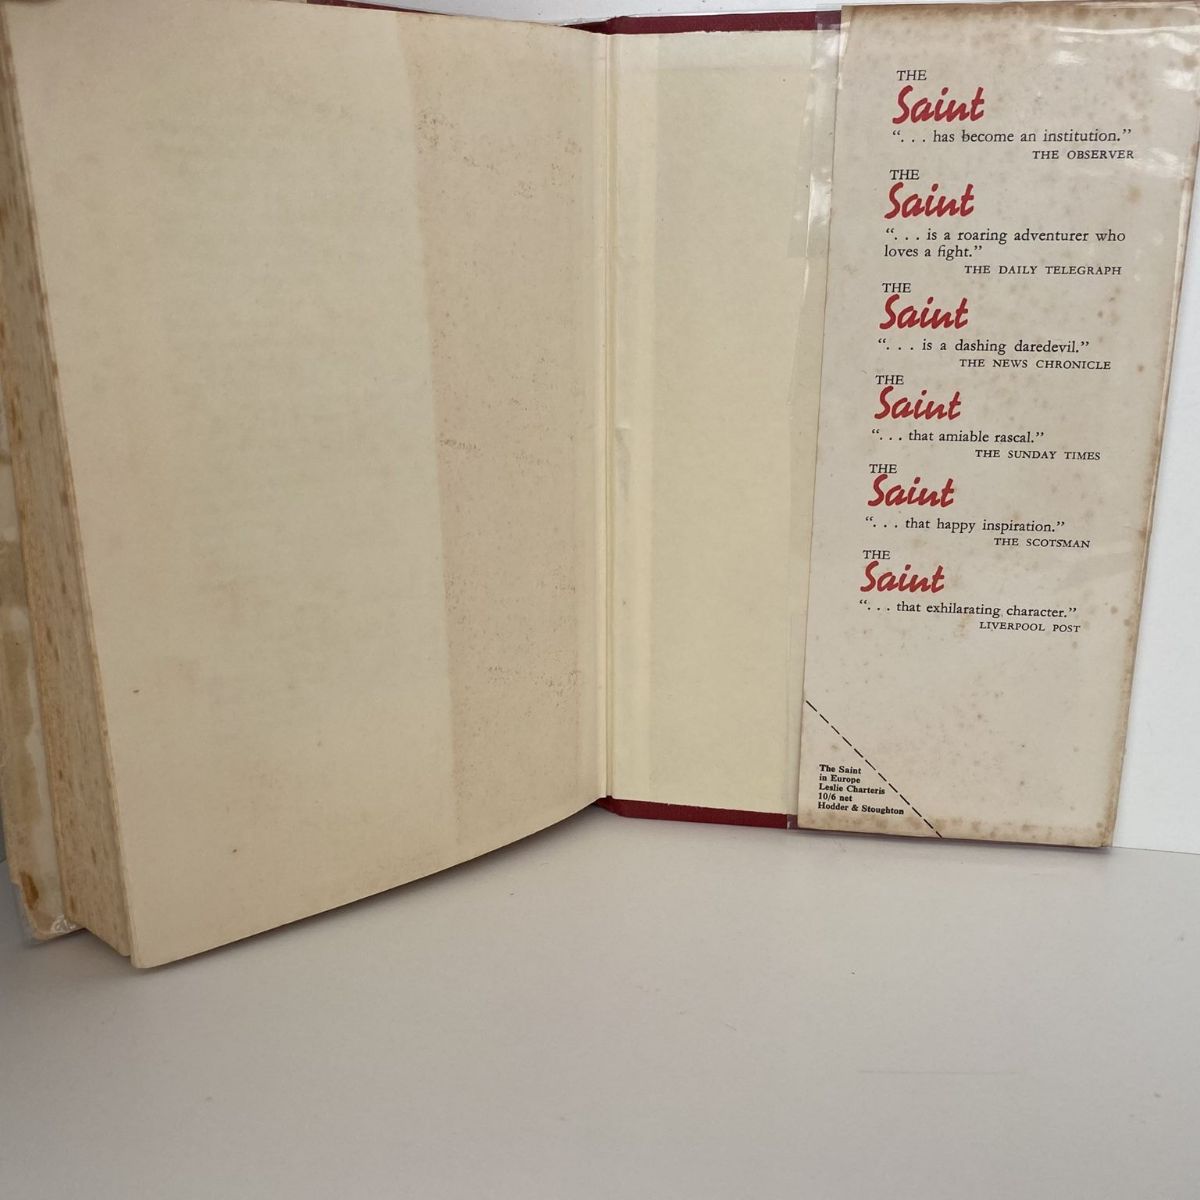 THE
Saint
“. . . has become an institution.”
THE OBSERVER
THE
Saint
“. . . is a roaring adventurer who
loves a fight.”
THE DAILY TELEGRAPH
THE
Saint
“. . . is a dashing daredevil.”
THE NEWS CHRONICLE
THE
Saint
“. . . that amiable rascal.”
THE SUNDAY TIMES
THE
Saint
“. . . that happy inspiration.”
THE SCOTSMAN
THE
Saint
“. . . that exhilarating character.”
LIVERPOOL POST
The Saint
in Europe
Leslie Charteris
10/6 net
Hodder & Stoughton